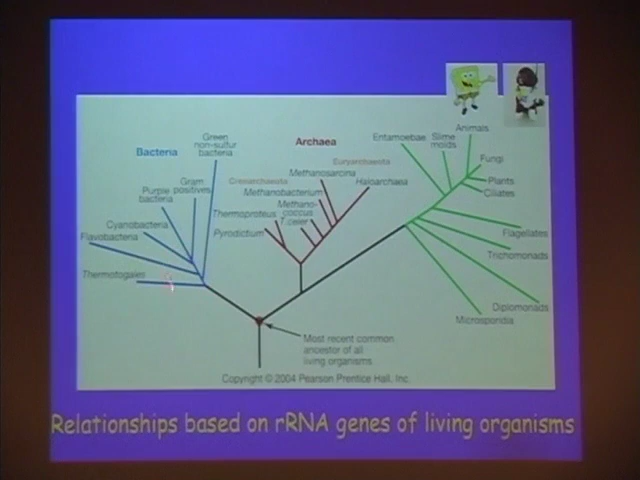 Bacteria
Green
non-sulfur
bacteria
Gram
positives
Purple
bacteria
Cyanobacteria
Flavobacteria
Thermotogales
Archaea
Euryarchaeota
Crenarchaeota
Methanosarcina
Methanobacterium
Haloarchaea
Methano-
coccus
Thermoproteus
T.celer
Pyrodictium
Entamoebae
Slime
molds
Animals
Fungi
Plants
Ciliates
Flagellates
Trichomonads
Diplomonads
Microsporidia
Most recent common
ancestor of all
living organisms
Copyright © 2004 Pearson Prentice Hall, Inc.
Relationships based on rRNA genes of living organisms